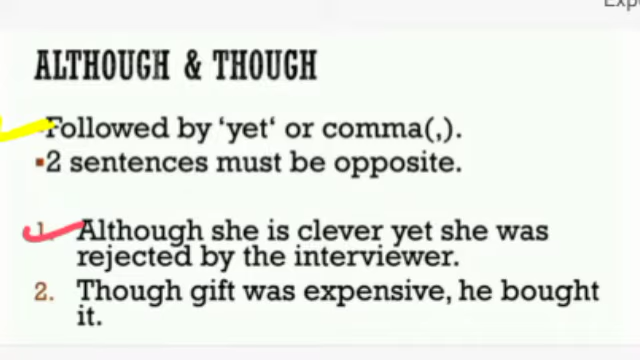 Expe
ALTHOUGH & THOUGH
Followed by 'yet' or comma(,).
▪2 sentences must be opposite.
1. Although she is clever yet she was
rejected by the interviewer.
2. Though gift was expensive, he bought
it.